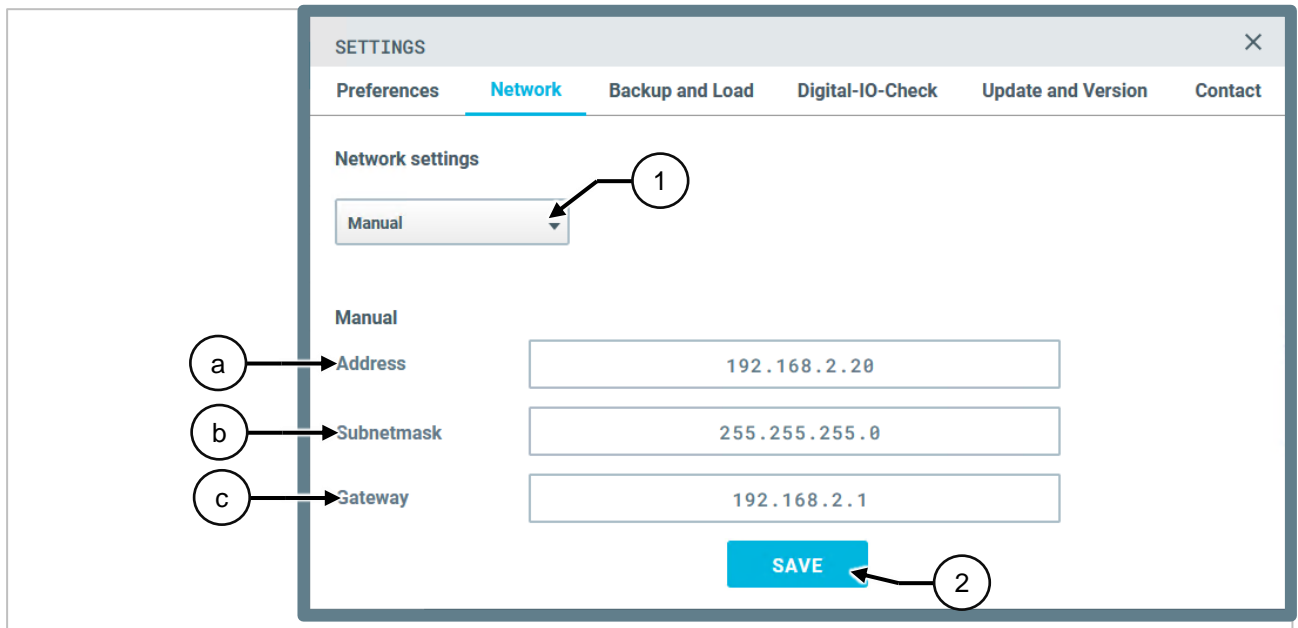 SETTINGS
Preferences Network Backup and Load Digital-IO-Check Update and Version Contact
Network settings
1
Manual
Manual
a Address 192.168.2.20
b Subnetmask 255.255.255.0
c Gateway 192.168.2.1
SAVE
2